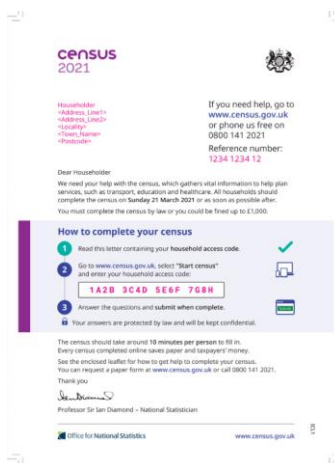 census
2021
Householder
<Address_Line1>
<Address_Line2>
<Locality>
<Town_Name>
<Postcode>
If you need help, go to
www.census.gov.uk
or phone us free on
0800 141 2021
Reference number:
1234 1234 12
Dear Householder
We need your help with the census, which gathers vital information to help plan
services, such as transport, education and healthcare. All households should
complete the census on Sunday 21 March 2021 or as soon as possible after.
You must complete the census by law or you could be fined up to £1,000.
How to complete your census
1 Read this letter containing your household access code.
2 Go to www.census.gov.uk, select "Start census"
and enter your household access code:
1A2B 3C4D 5E6F 7G8H
3 Answer the questions and submit when complete.
Your answers are protected by law and will be kept confidential.
The census should take around 10 minutes per person to fill in.
Every census completed online saves paper and taxpayers' money.
See the enclosed leaflet for how to get help to complete your census.
You can request a paper form at www.census.gov.uk or call 0800 141 2021.
Thank you
Ian Diamond
Professor Sir Ian Diamond – National Statistician
Office for National Statistics
www.census.gov.uk